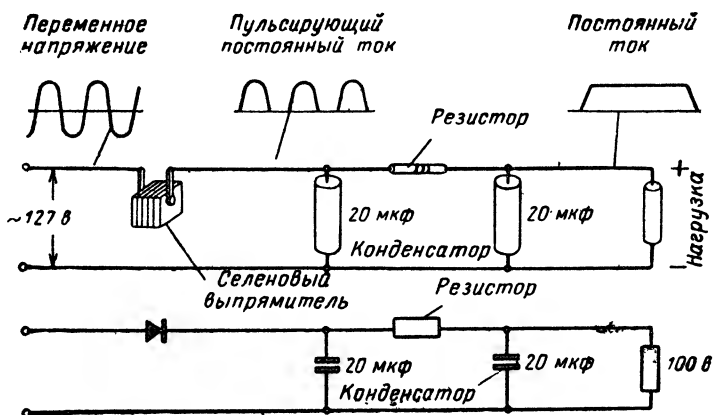 Переменное
напряжение
Пульсирующий
постоянный ток
Постоянный
ток
Резистор
~127 в
20 мкф
20 мкф
Конденсатор
+
−
Нагрузка
Селеновый
выпрямитель
Резистор
20 мкф
20 мкф
Конденсатор
100 в